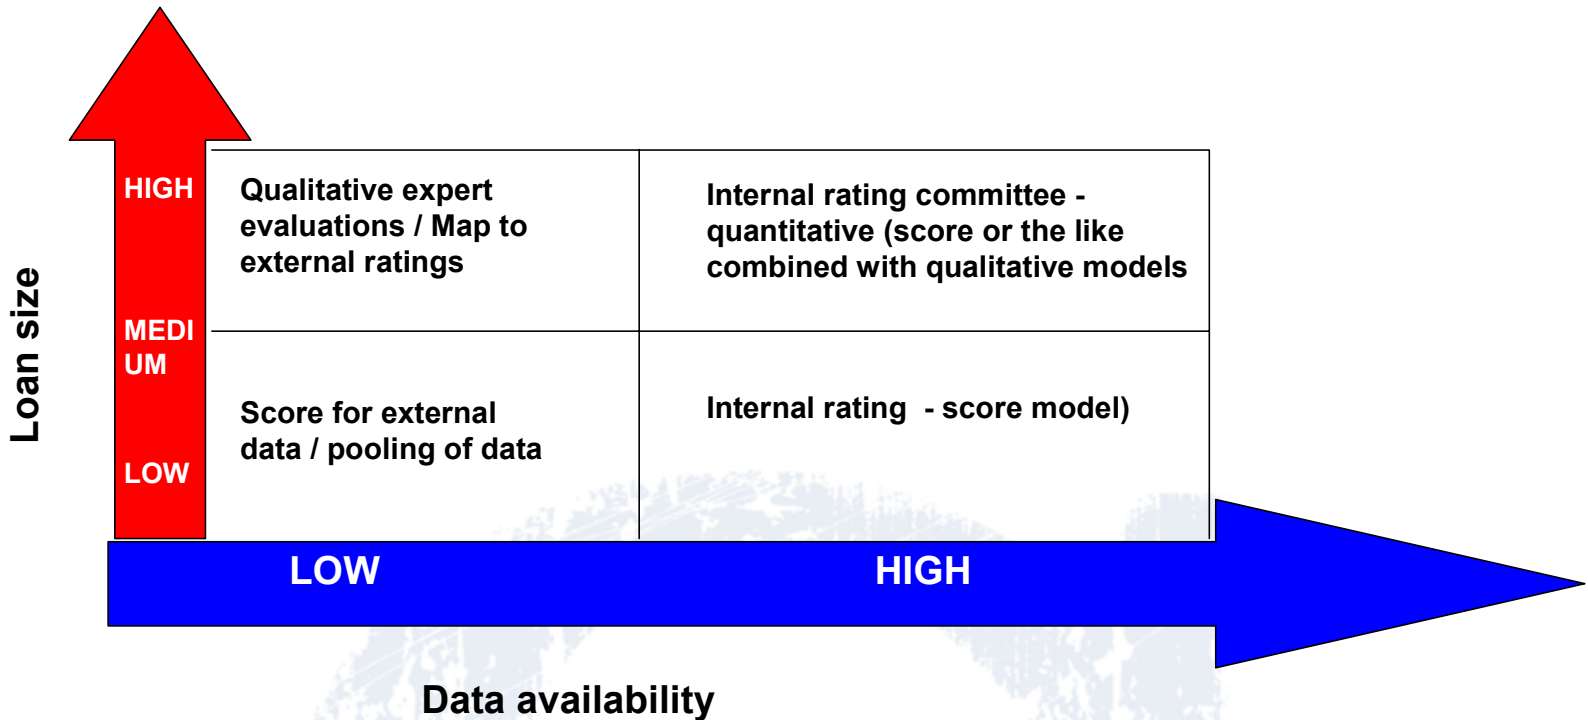 Loan size
HIGH
MEDI
UM
LOW
Qualitative expert
evaluations / Map to
external ratings
Internal rating committee -
quantitative (score or the like
combined with qualitative models
Score for external
data / pooling of data
Internal rating  - score model)
LOW
HIGH
Data availability